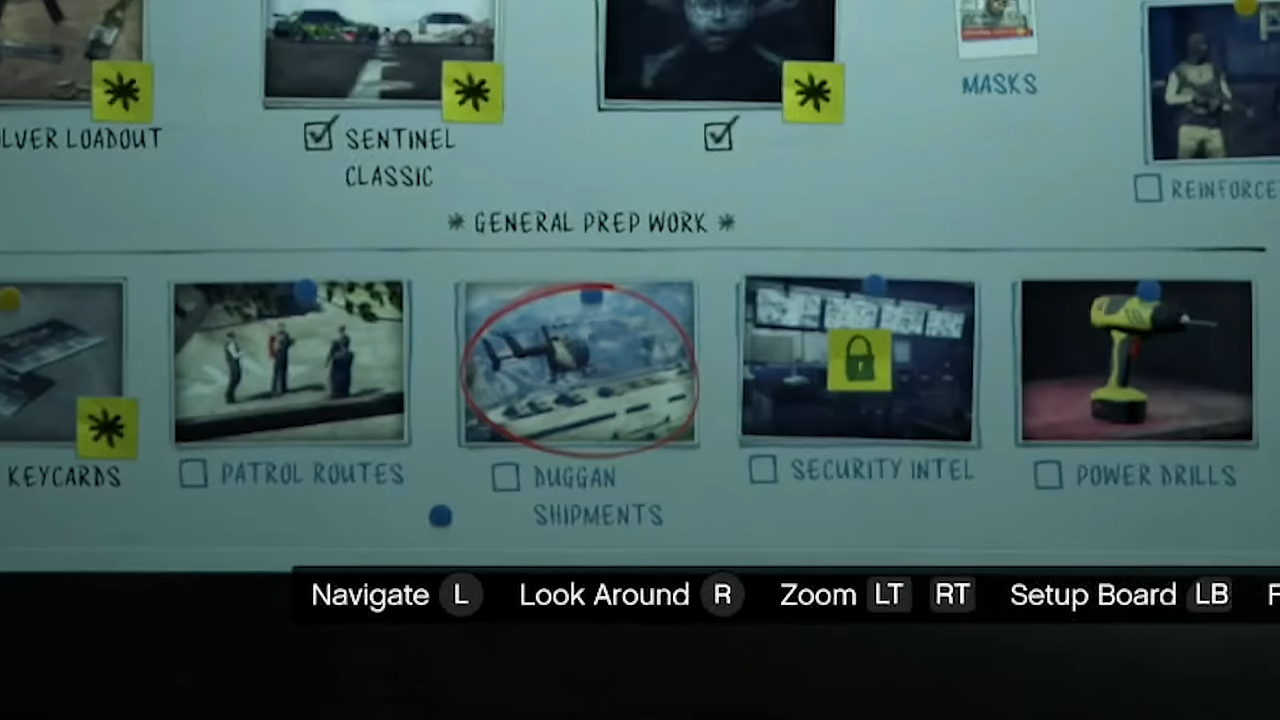 MASKS
LVER LOADOUT
SENTINEL
CLASSIC
REINFORCE
* GENERAL PREP WORK *
KEYCARDS
PATROL ROUTES
DUGGAN
SHIPMENTS
SECURITY INTEL
POWER DRILLS
Navigate L Look Around R Zoom LT RT Setup Board LB F